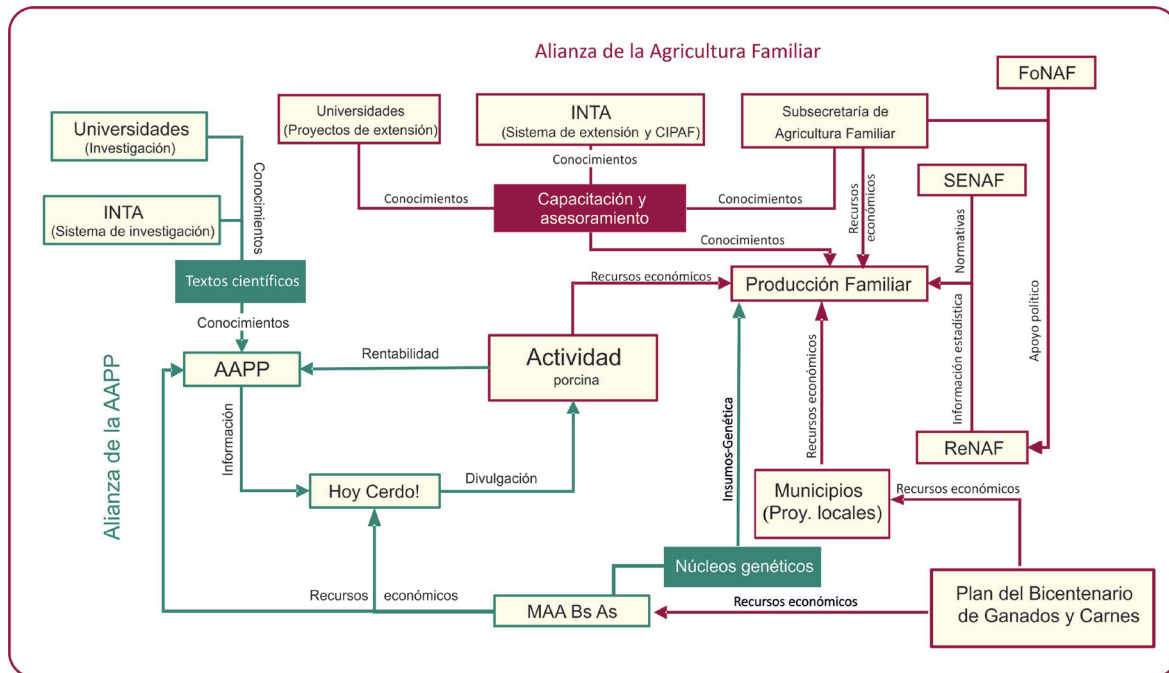 Alianza de la Agricultura Familiar
FoNAF
Universidades
(Investigación)
Universidades
(Proyectos de extensión)
INTA
(Sistema de extensión y CIPAF)
Subsecretaría de
Agricultura Familiar
Conocimientos
Conocimientos
SENAF
INTA
(Sistema de investigación)
Conocimientos
Capacitación y
asesoramiento
Conocimientos
Recursos
económicos
Conocimientos
Normativas
Textos científicos
Recursos económicos
Producción Familiar
Conocimientos
Apoyo político
AAPP
Rentabilidad
Actividad
porcina
Recursos económicos
Información estadística
Alianza de la AAPP
Información
Insumos-Genética
ReNAF
Hoy Cerdo!
Divulgación
Municipios
(Proy. locales)
Recursos económicos
Núcleos genéticos
Recursos económicos
MAA Bs As
Recursos económicos
Plan del Bicentenario
de Ganados y Carnes